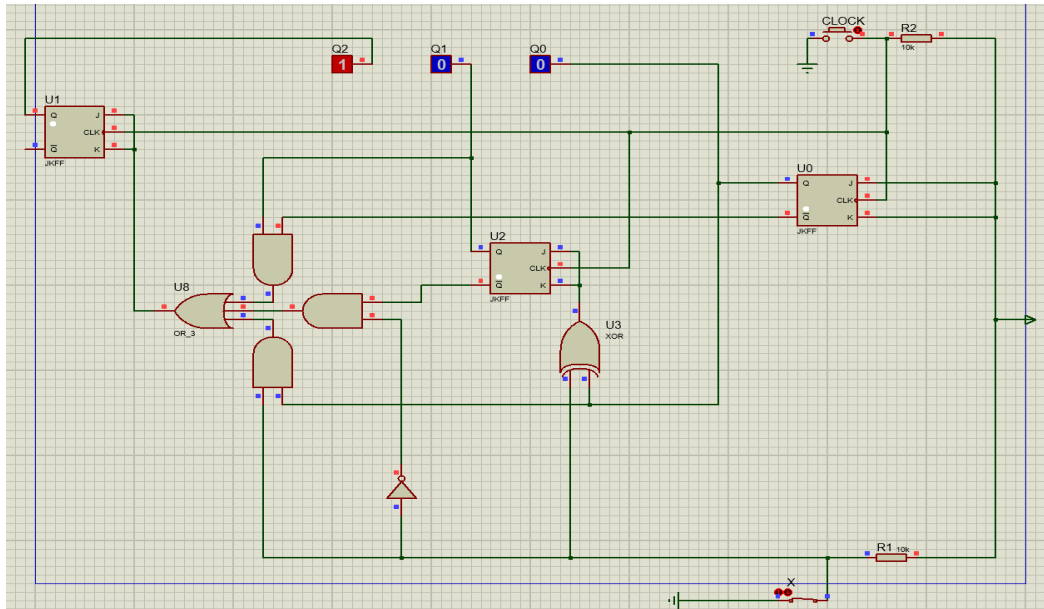 CLOCK
R2
10k
Q2
1
Q1
0
Q0
0
U1
Q
J
CLK
Q
K
JKFF
U0
Q
J
CLK
Q
K
JKFF
U2
Q
J
CLK
Q
K
JKFF
U8
OR_3
U3
XOR
R1 10k
X